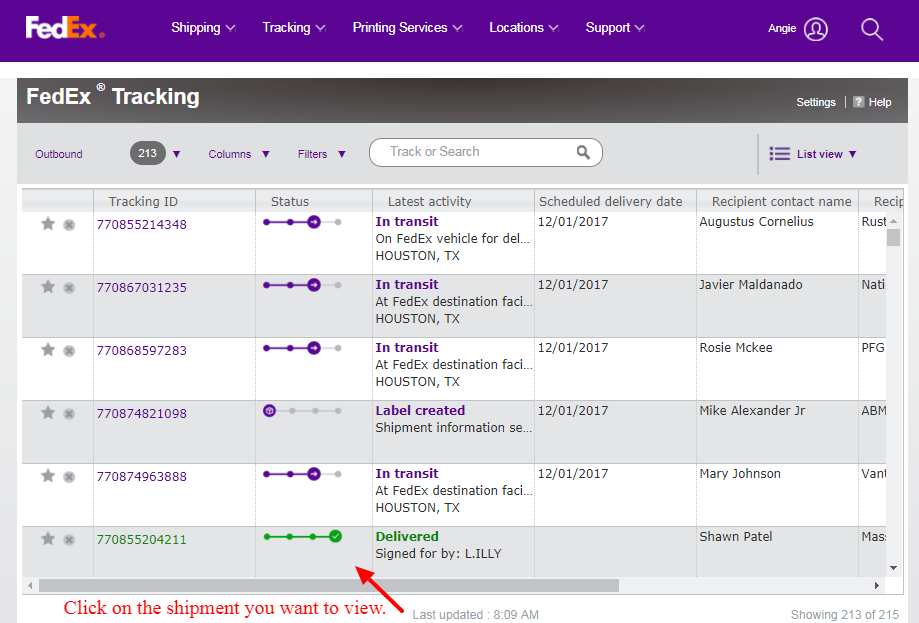 FedEx®
Shipping Tracking Printing Services Locations Support Angie
FedEx ® Tracking
Settings | ? Help
Outbound 213 Columns Filters Track or Search List view
Tracking ID Status Latest activity Scheduled delivery date Recipient contact name Recip
770855214348 In transit 12/01/2017 Augustus Cornelius Rust
On FedEx vehicle for del...
HOUSTON, TX
770867031235 In transit 12/01/2017 Javier Maldanado Nati
At FedEx destination faci...
HOUSTON, TX
770868597283 In transit 12/01/2017 Rosie Mckee PFG
At FedEx destination faci...
HOUSTON, TX
770874821098 Label created 12/01/2017 Mike Alexander Jr ABM
Shipment information se...
770874963888 In transit 12/01/2017 Mary Johnson Vant
At FedEx destination faci...
HOUSTON, TX
770855204211 Delivered Shawn Patel Mass
Signed for by: L.ILLY
Click on the shipment you want to view.
Last updated : 8:09 AM Showing 213 of 215